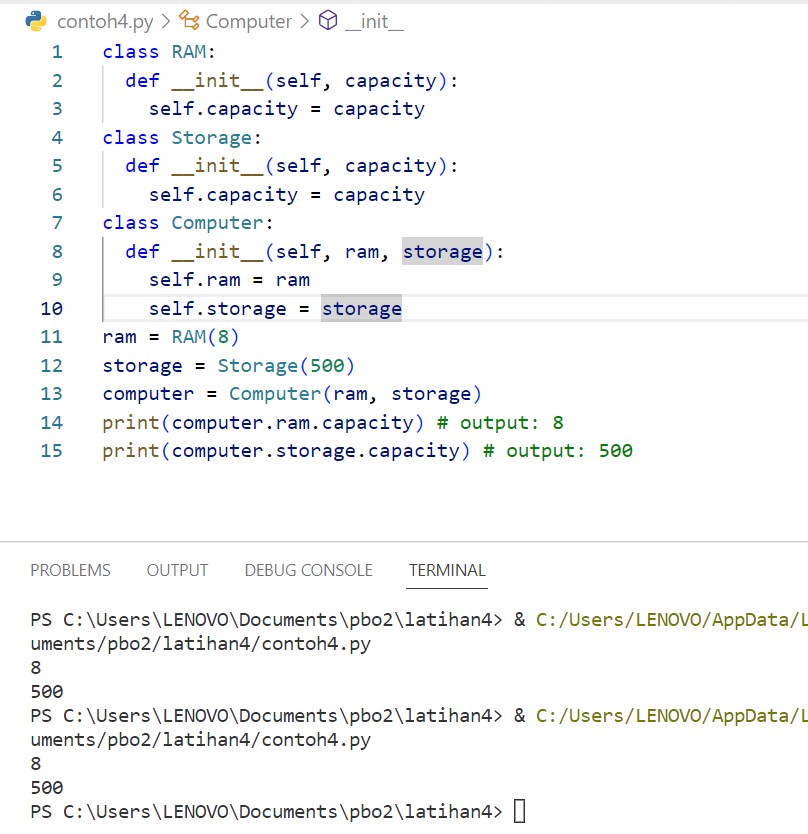 contoh4.py > Computer > __init__
1 class RAM:
2   def __init__(self, capacity):
3     self.capacity = capacity
4 class Storage:
5   def __init__(self, capacity):
6     self.capacity = capacity
7 class Computer:
8   def __init__(self, ram, storage):
9     self.ram = ram
10     self.storage = storage
11 ram = RAM(8)
12 storage = Storage(500)
13 computer = Computer(ram, storage)
14 print(computer.ram.capacity) # output: 8
15 print(computer.storage.capacity) # output: 500
PROBLEMS OUTPUT DEBUG CONSOLE TERMINAL
PS C:\Users\LENOVO\Documents\pbo2\latihan4> & C:/Users/LENOVO/AppData/L
uments/pbo2/latihan4/contoh4.py
8
500
PS C:\Users\LENOVO\Documents\pbo2\latihan4> & C:/Users/LENOVO/AppData/L
uments/pbo2/latihan4/contoh4.py
8
500
PS C:\Users\LENOVO\Documents\pbo2\latihan4>